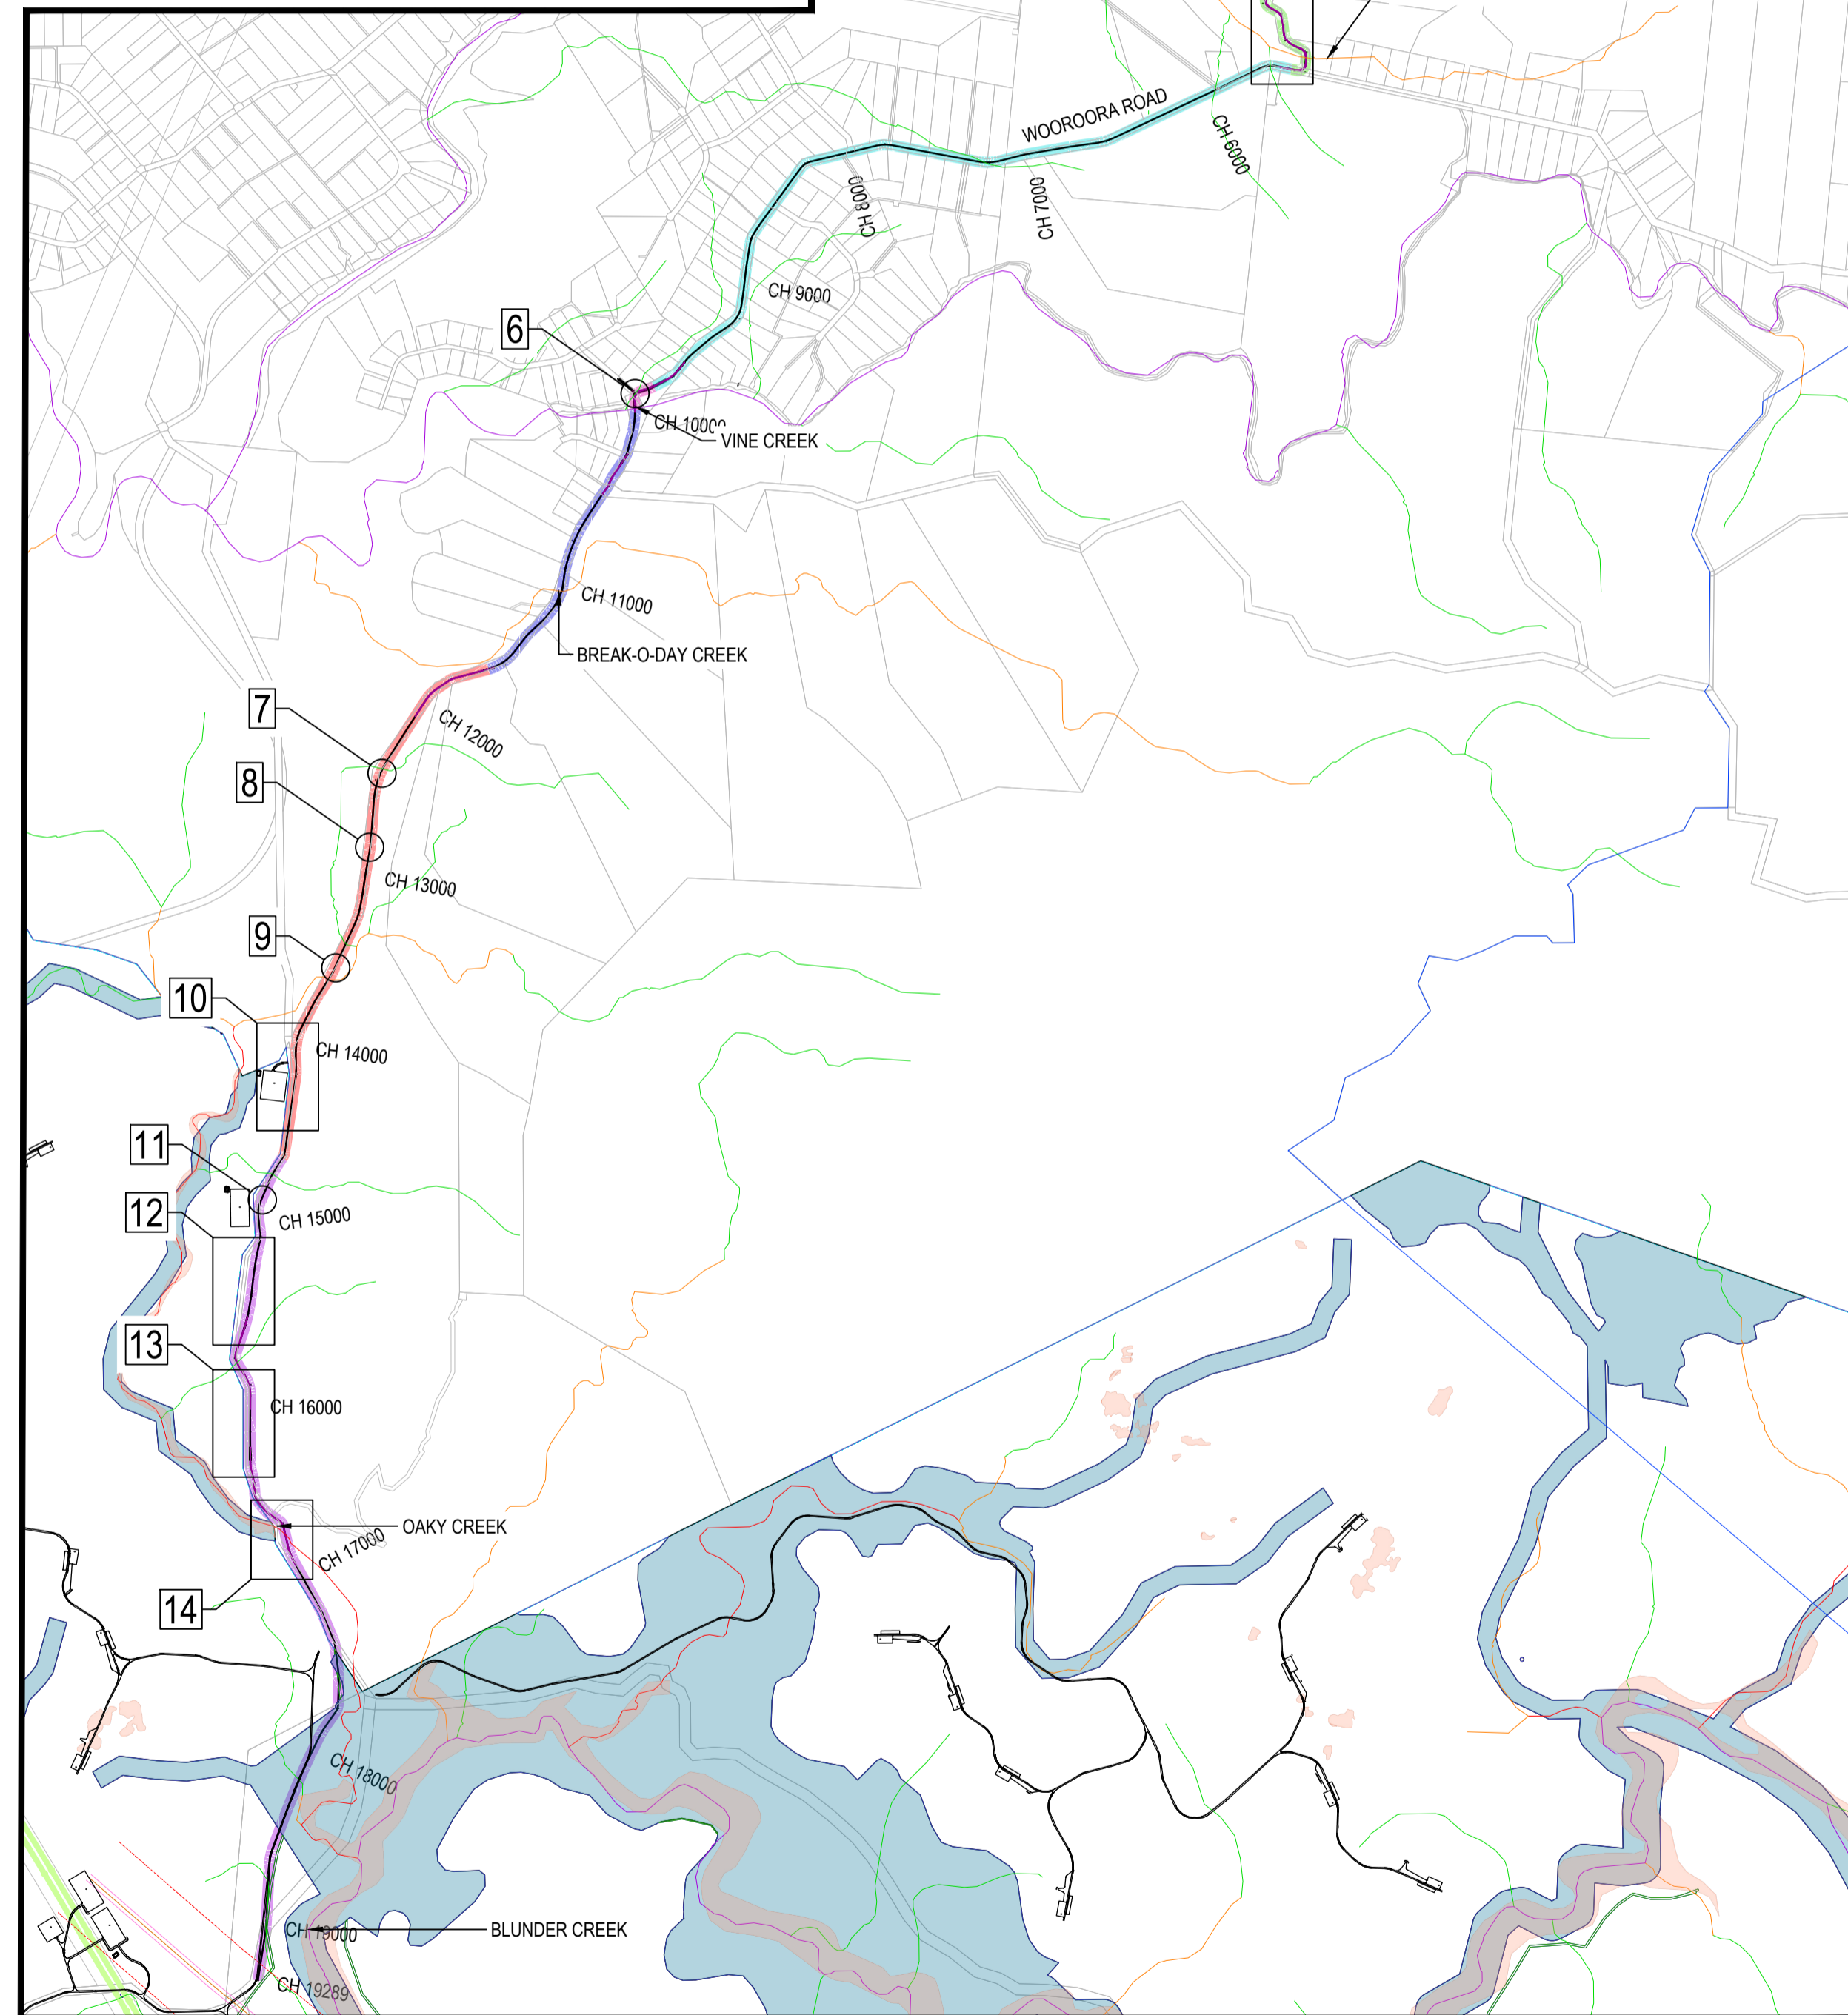 WOOROORA ROAD
CH 6000
CH 7000
CH 8000
CH 9000
6
CH 10000
VINE CREEK
CH 11000
BREAK-O-DAY CREEK
7
CH 12000
8
CH 13000
9
10
CH 14000
11
12
CH 15000
13
CH 16000
OAKY CREEK
CH 17000
14
CH 18000
CH 19000
BLUNDER CREEK
CH 19289